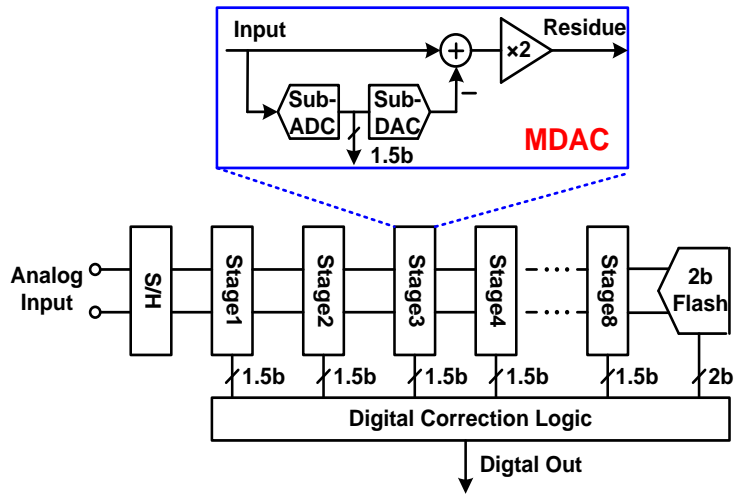 Input
Residue
×2
Sub-
ADC
Sub-
DAC
1.5b
MDAC
Analog
Input
S/H
Stage1
Stage2
Stage3
Stage4
Stage8
2b
Flash
1.5b
1.5b
1.5b
1.5b
1.5b
2b
Digital Correction Logic
Digtal Out